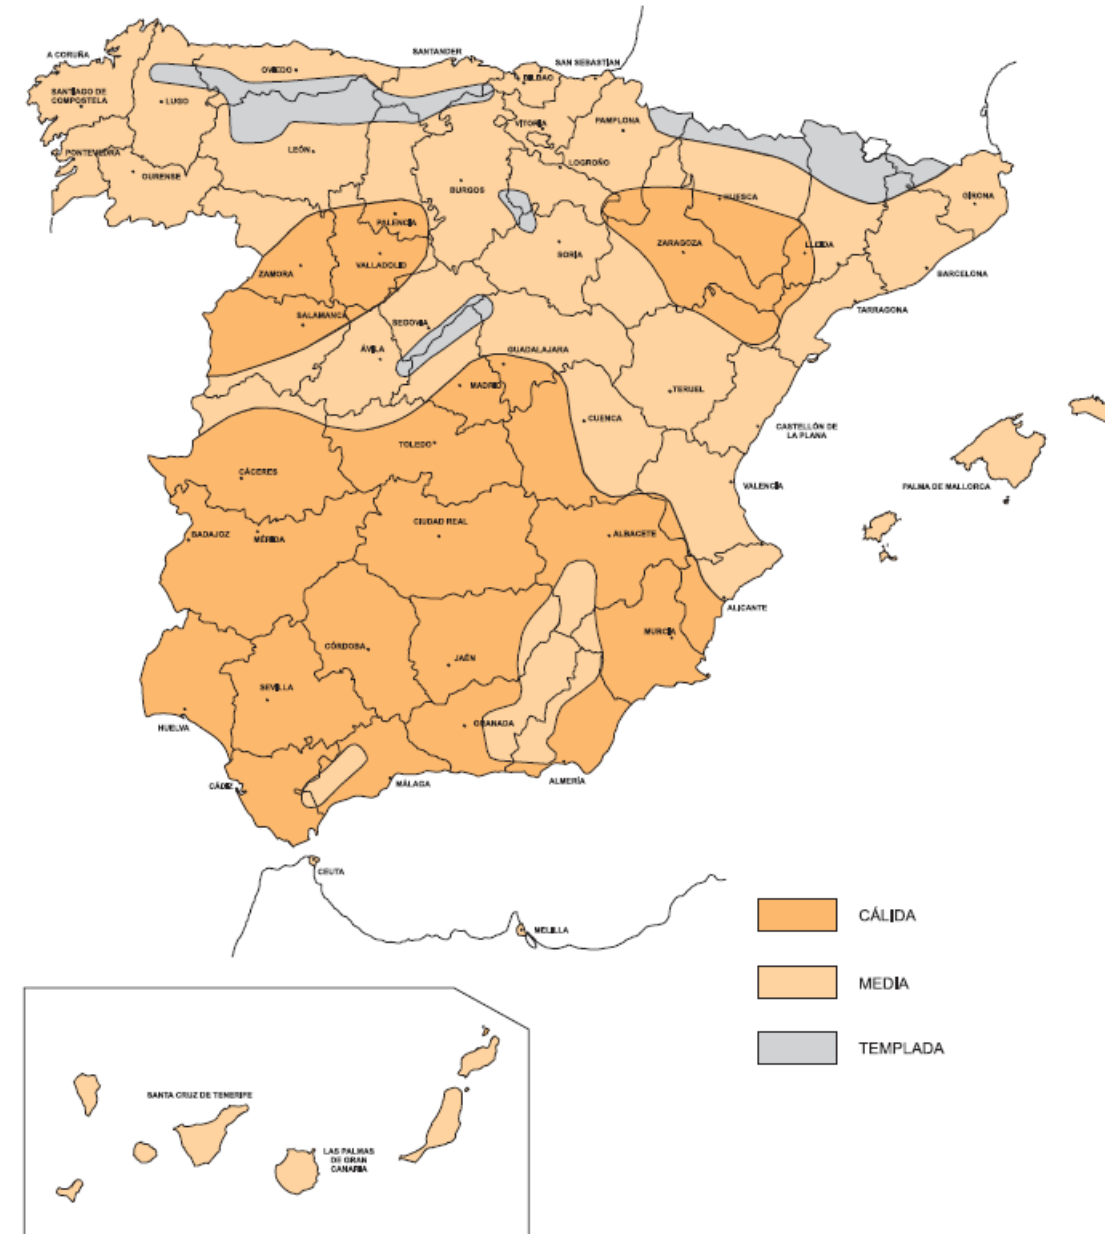 A CORUÑA
SANTANDER
SAN SEBASTÍAN
OVIEDO
BILBAO
SANTIAGO DE
COMPOSTELA
LUGO
VITORIA
PAMPLONA
PONTEVEDRA
LEÓN
LOGROÑO
OURENSE
BURGOS
HUESCA
GIRONA
PALENCIA
ZARAGOZA
LLEIDA
SORIA
ZAMORA
VALLADOLID
BARCELONA
SALAMANCA
SEGOVIA
TARRAGONA
ÁVILA
GUADALAJARA
MADRID
TERUEL
CUENCA
CASTELLÓN DE
LA PLANA
TOLEDO
CÁCERES
VALENCÍA
PALMA DE MALLORCA
CIUDAD REAL
BADAJOZ
MÉRIDA
ALBACETE
ALICANTE
MURCÍA
CÓRDOBA
JAÉN
SEVILLA
GRANADA
HUELVA
CÁDIZ
MÁLAGA
ALMERÍA
CEUTA
MELILLA
CÁLIDA
MEDIA
TEMPLADA
SANTA CRUZ DE TENERIFE
LAS PALMAS
DE GRAN
CANARIA